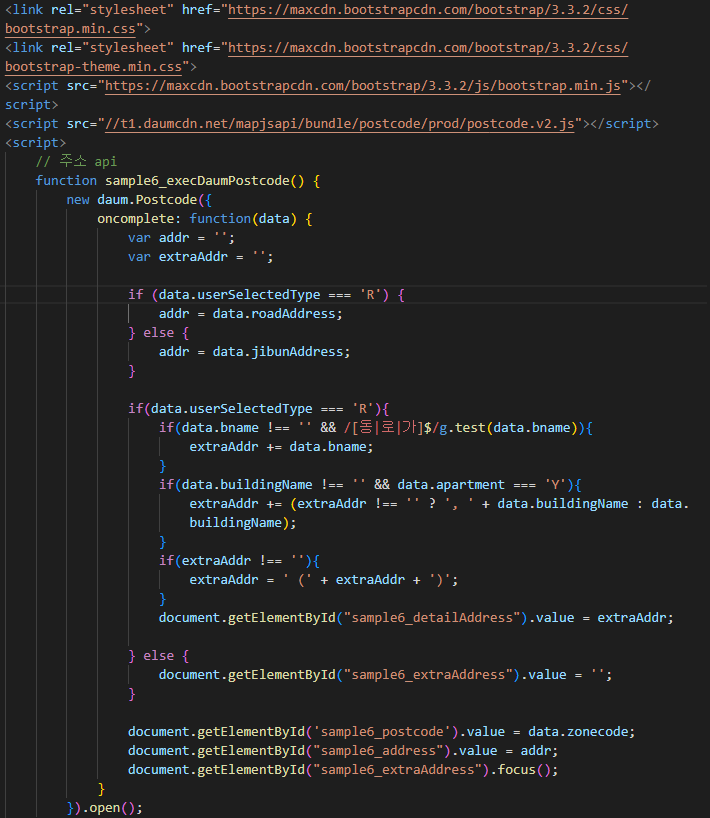 <link rel="stylesheet" href="https://maxcdn.bootstrapcdn.com/bootstrap/3.3.2/css/
bootstrap.min.css">
<link rel="stylesheet" href="https://maxcdn.bootstrapcdn.com/bootstrap/3.3.2/css/
bootstrap-theme.min.css">
<script src="https://maxcdn.bootstrapcdn.com/bootstrap/3.3.2/js/bootstrap.min.js"></
script>
<script src="//t1.daumcdn.net/mapjsapi/bundle/postcode/prod/postcode.v2.js"></script>
<script>
    // 주소 api
    function sample6_execDaumPostcode() {
        new daum.Postcode({
            oncomplete: function(data) {
                var addr = '';
                var extraAddr = '';
                if (data.userSelectedType === 'R') {
                    addr = data.roadAddress;
                } else {
                    addr = data.jibunAddress;
                }
                if(data.userSelectedType === 'R'){
                    if(data.bname !== '' && /[동|로|가]$/g.test(data.bname)){
                        extraAddr += data.bname;
                    }
                    if(data.buildingName !== '' && data.apartment === 'Y'){
                        extraAddr += (extraAddr !== '' ? ', ' + data.buildingName : data.
                        buildingName);
                    }
                    if(extraAddr !== ''){
                        extraAddr = ' (' + extraAddr + ')';
                    }
                    document.getElementById("sample6_detailAddress").value = extraAddr;
                } else {
                    document.getElementById("sample6_extraAddress").value = '';
                }
                document.getElementById('sample6_postcode').value = data.zonecode;
                document.getElementById("sample6_address").value = addr;
                document.getElementById("sample6_extraAddress").focus();
            }
        }).open();